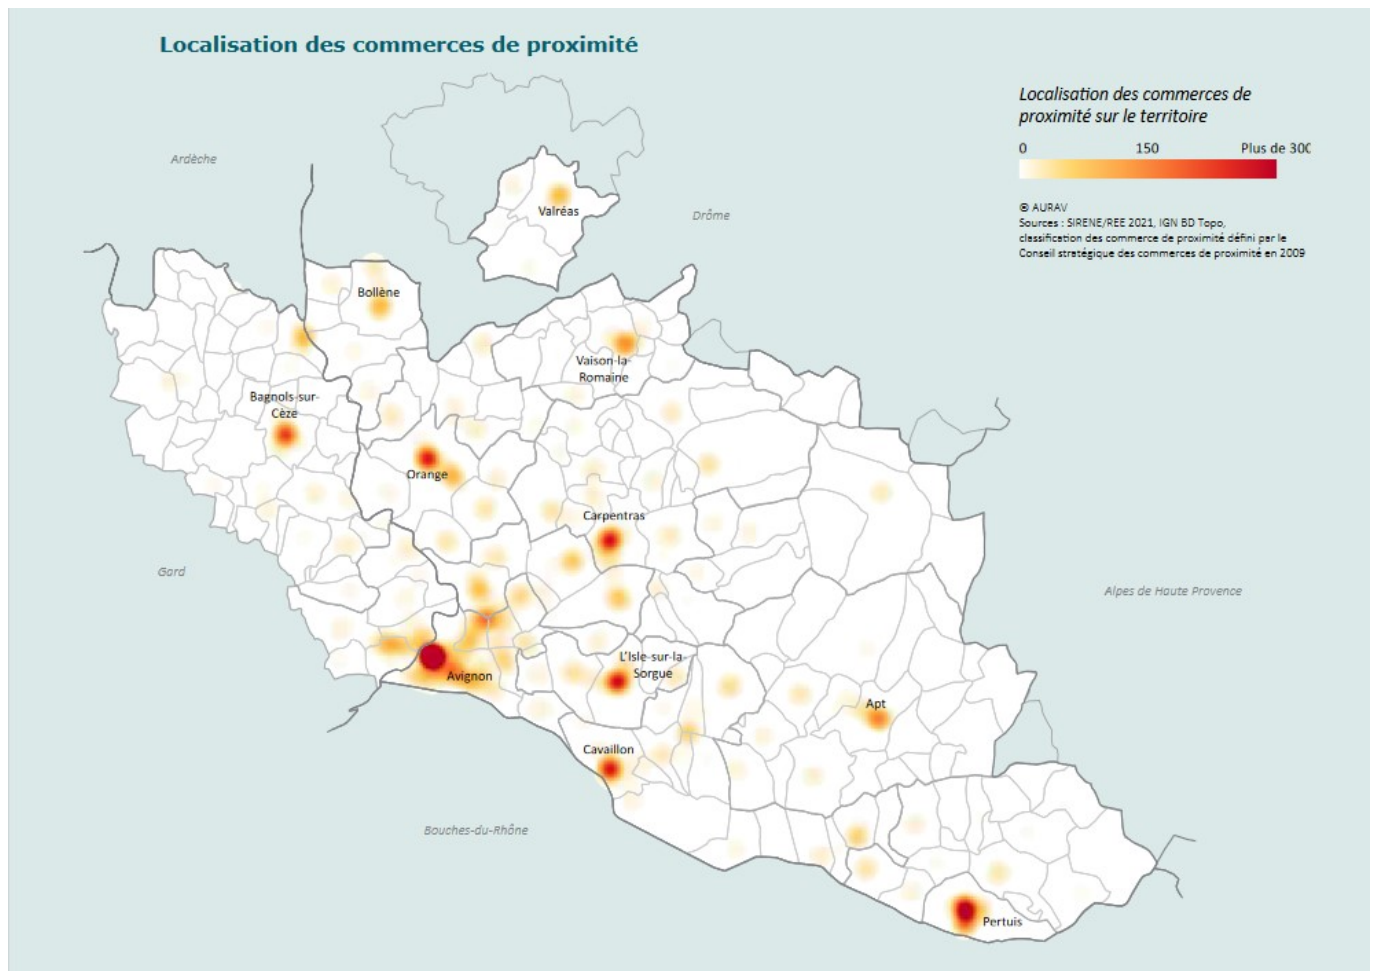 Localisation des commerces de proximité
Localisation des commerces de
proximité sur le territoire
0 150 Plus de 300
© AURAV
Sources : SIRENE/REE 2021, IGN BD Topo,
classification des commerce de proximité défini par le
Conseil stratégique des commerces de proximité en 2009
Ardèche
Drôme
Valréas
Bollène
Vaison-la-
Romaine
Bagnols-sur-
Cèze
Orange
Carpentras
Gard
Alpes de Haute Provence
L'Isle-sur-la-
Sorgue
Avignon
Apt
Cavaillon
Bouches-du-Rhône
Pertuis